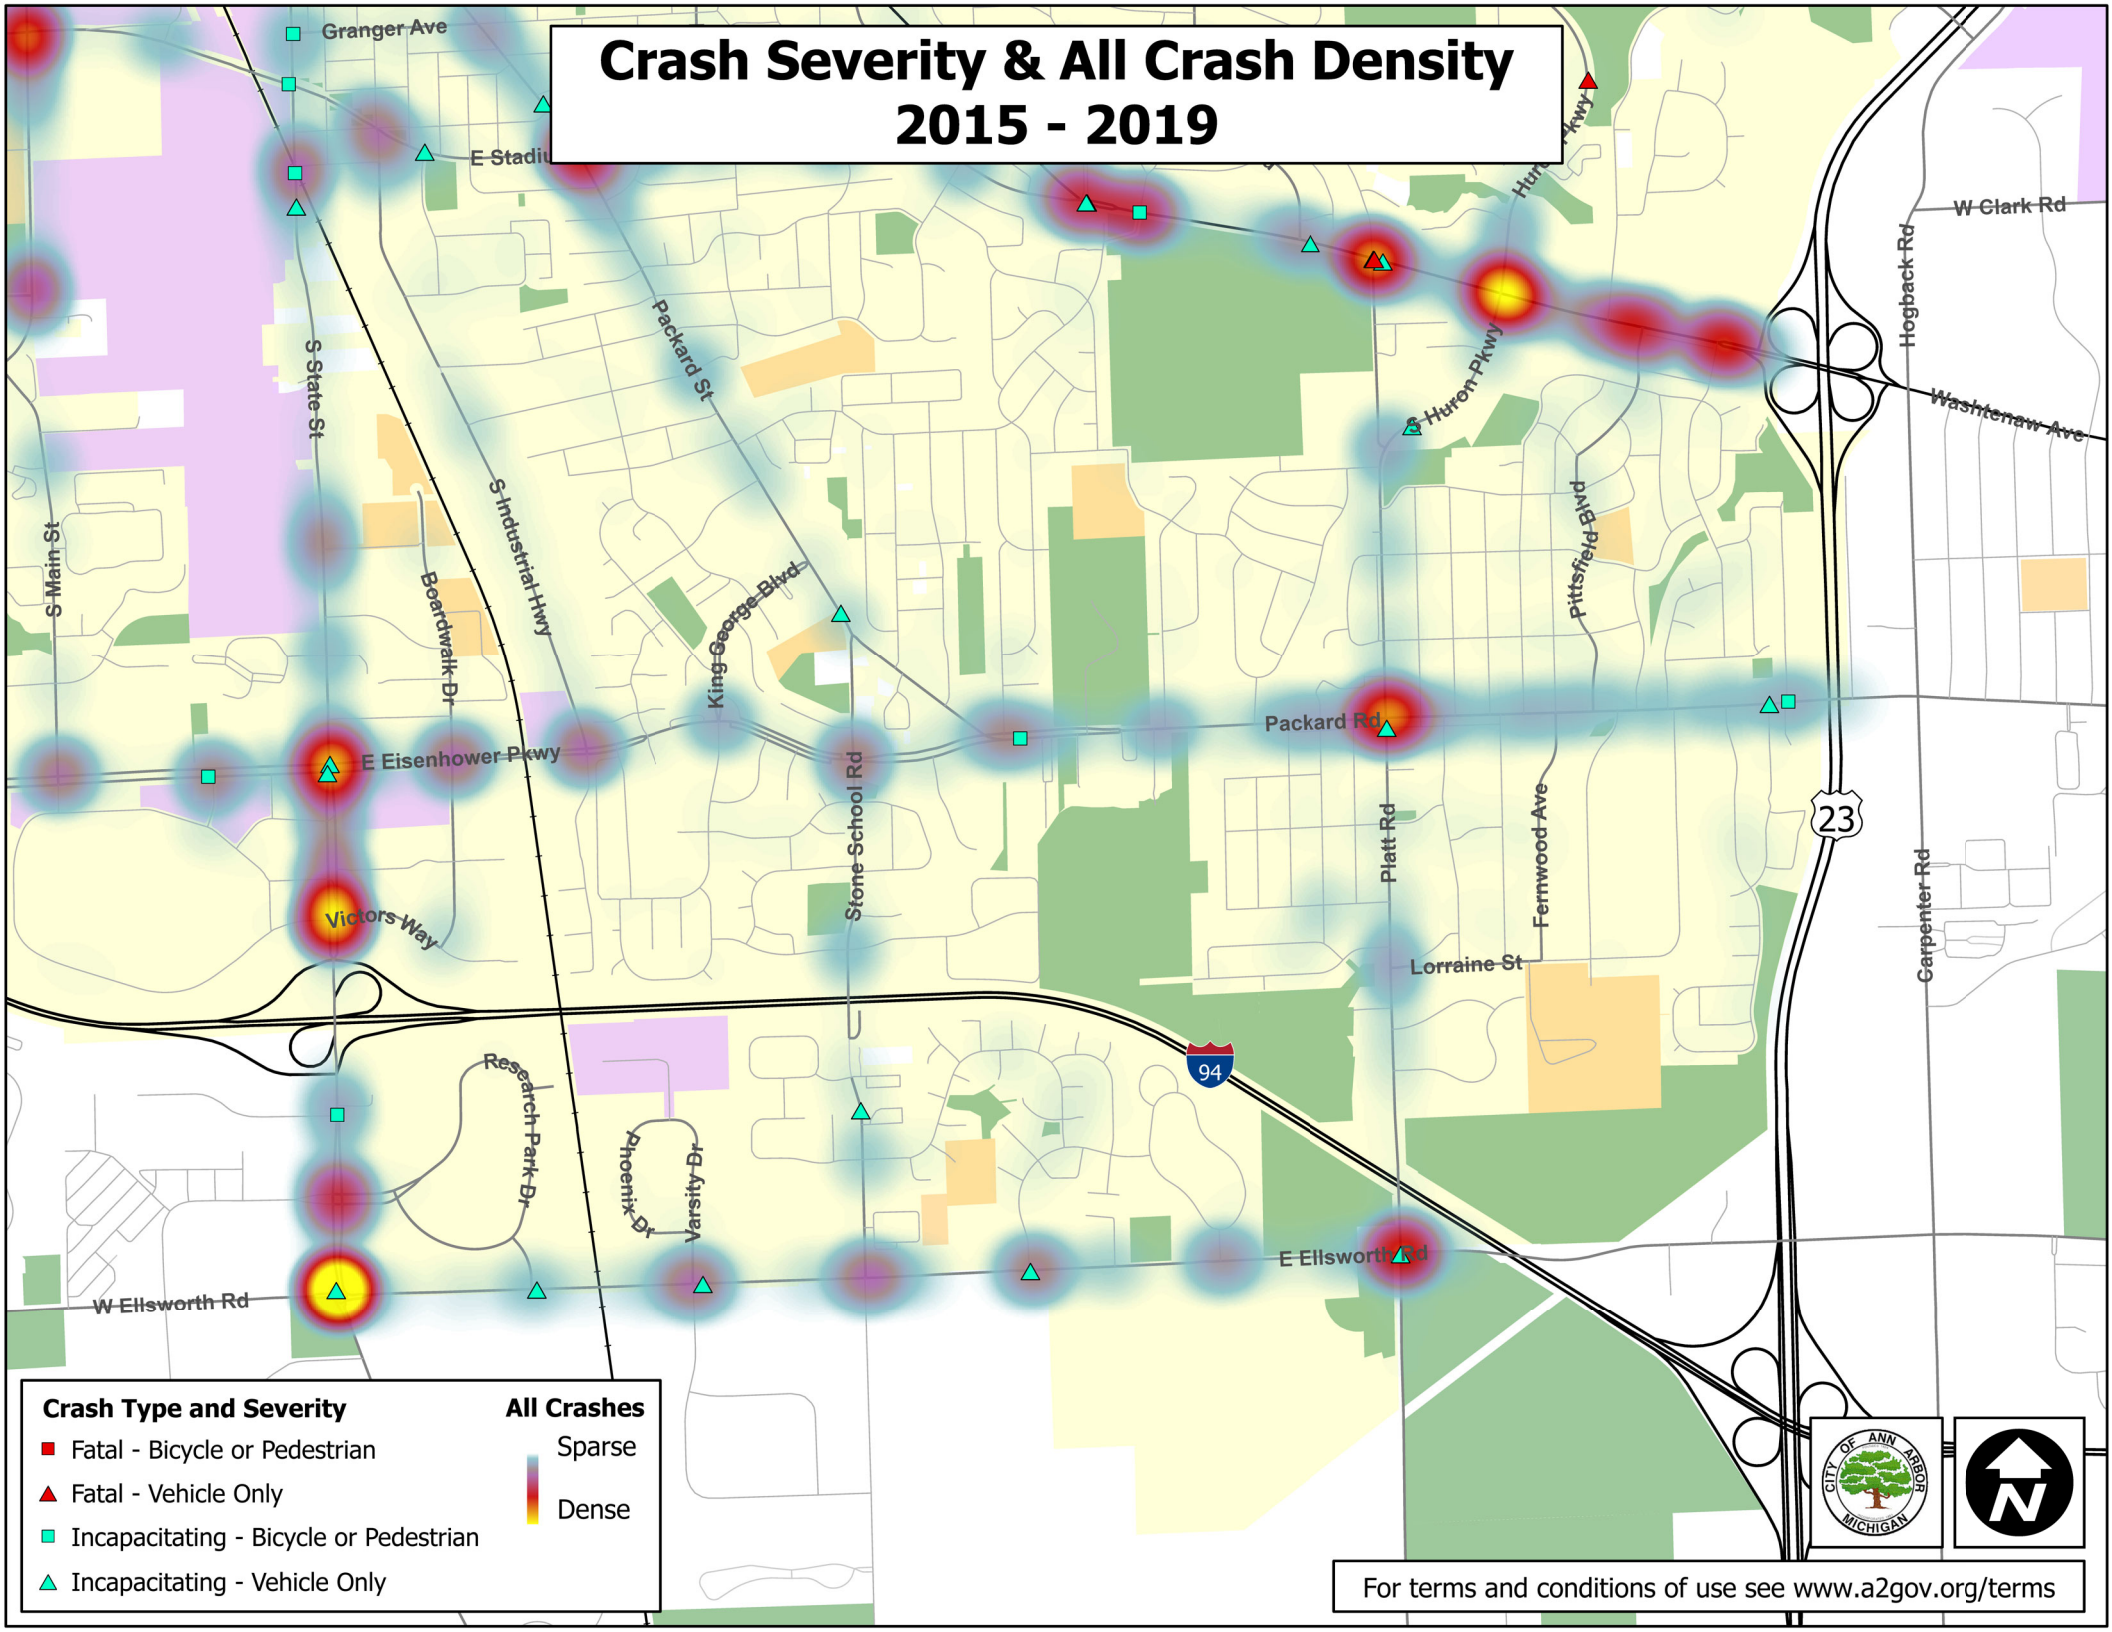 Crash Severity & All Crash Density
2015 - 2019
Granger Ave
E Stadiu
Huron Pkwy
W Clark Rd
Hogback Rd
Washtenaw Ave
S Huron Pkwy
Packard St
S State St
S Industrial Hwy
S Main St
Boardwalk Dr
King George Blvd
Pittsfield Blvd
E Eisenhower Pkwy
Packard Rd
Stone School Rd
Platt Rd
Fernwood Ave
23
Carpenter Rd
Victors Way
Lorraine St
94
Research Park Dr
Phoenix Dr
Varsity Dr
E Ellsworth Rd
W Ellsworth Rd
Crash Type and Severity
Fatal - Bicycle or Pedestrian
Fatal - Vehicle Only
Incapacitating - Bicycle or Pedestrian
Incapacitating - Vehicle Only
All Crashes
Sparse
Dense
CITY OF ANN ARBOR
MICHIGAN
N
For terms and conditions of use see www.a2gov.org/terms